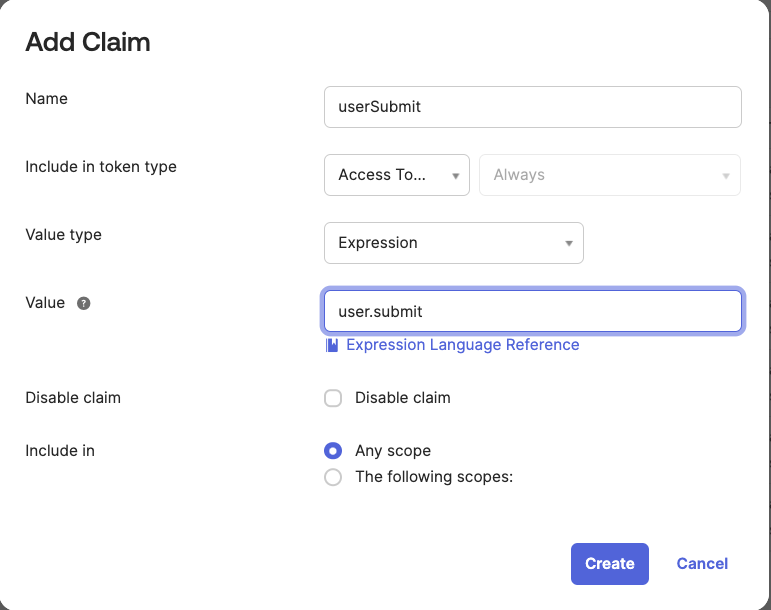 Add Claim
Name
userSubmit
Include in token type
Access To...
Always
Value type
Expression
Value ?
user.submit
Expression Language Reference
Disable claim
Disable claim
Include in
Any scope
The following scopes:
Create
Cancel